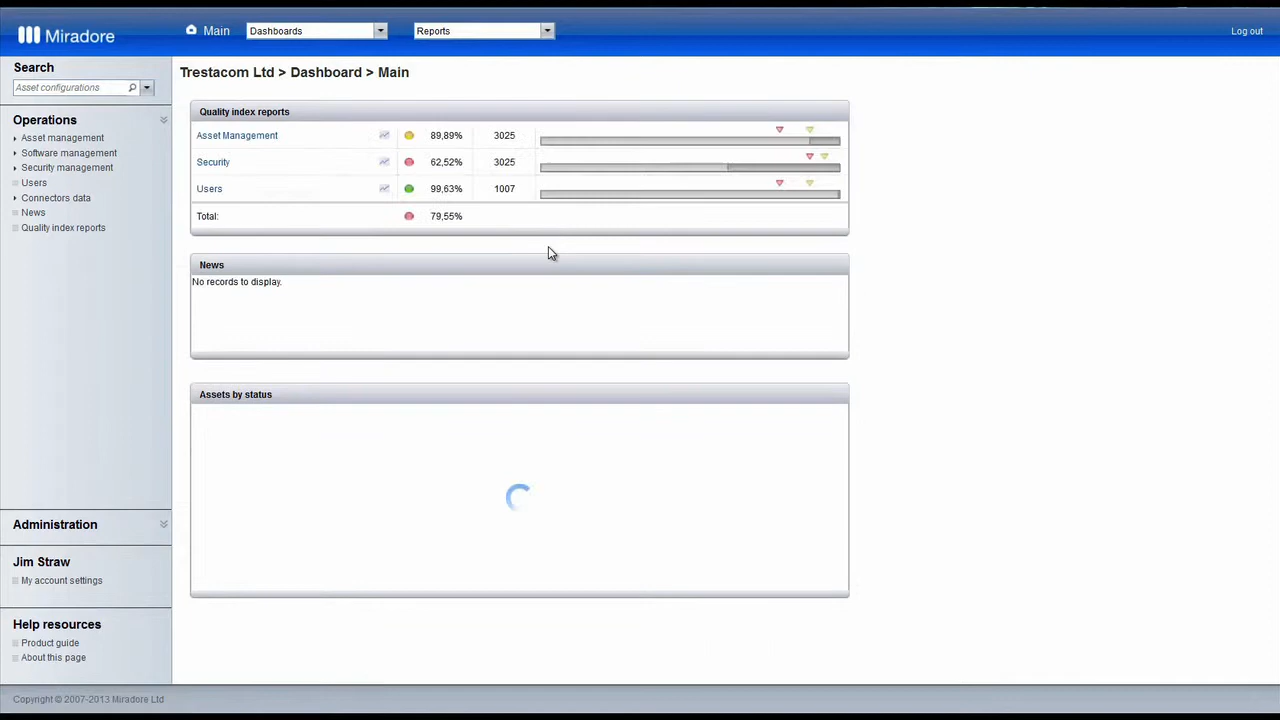 Miradore
Main
Dashboards
Reports
Log out
Search
Asset configurations
Operations
Asset management
Software management
Security management
Users
Connectors data
News
Quality index reports
Administration
Jim Straw
My account settings
Help resources
Product guide
About this page
Trestacom Ltd > Dashboard > Main
Quality index reports
Asset Management 89,89% 3025
Security 62,52% 3025
Users 99,63% 1007
Total: 79,55%
News
No records to display.
Assets by status
Copyright © 2007-2013 Miradore Ltd